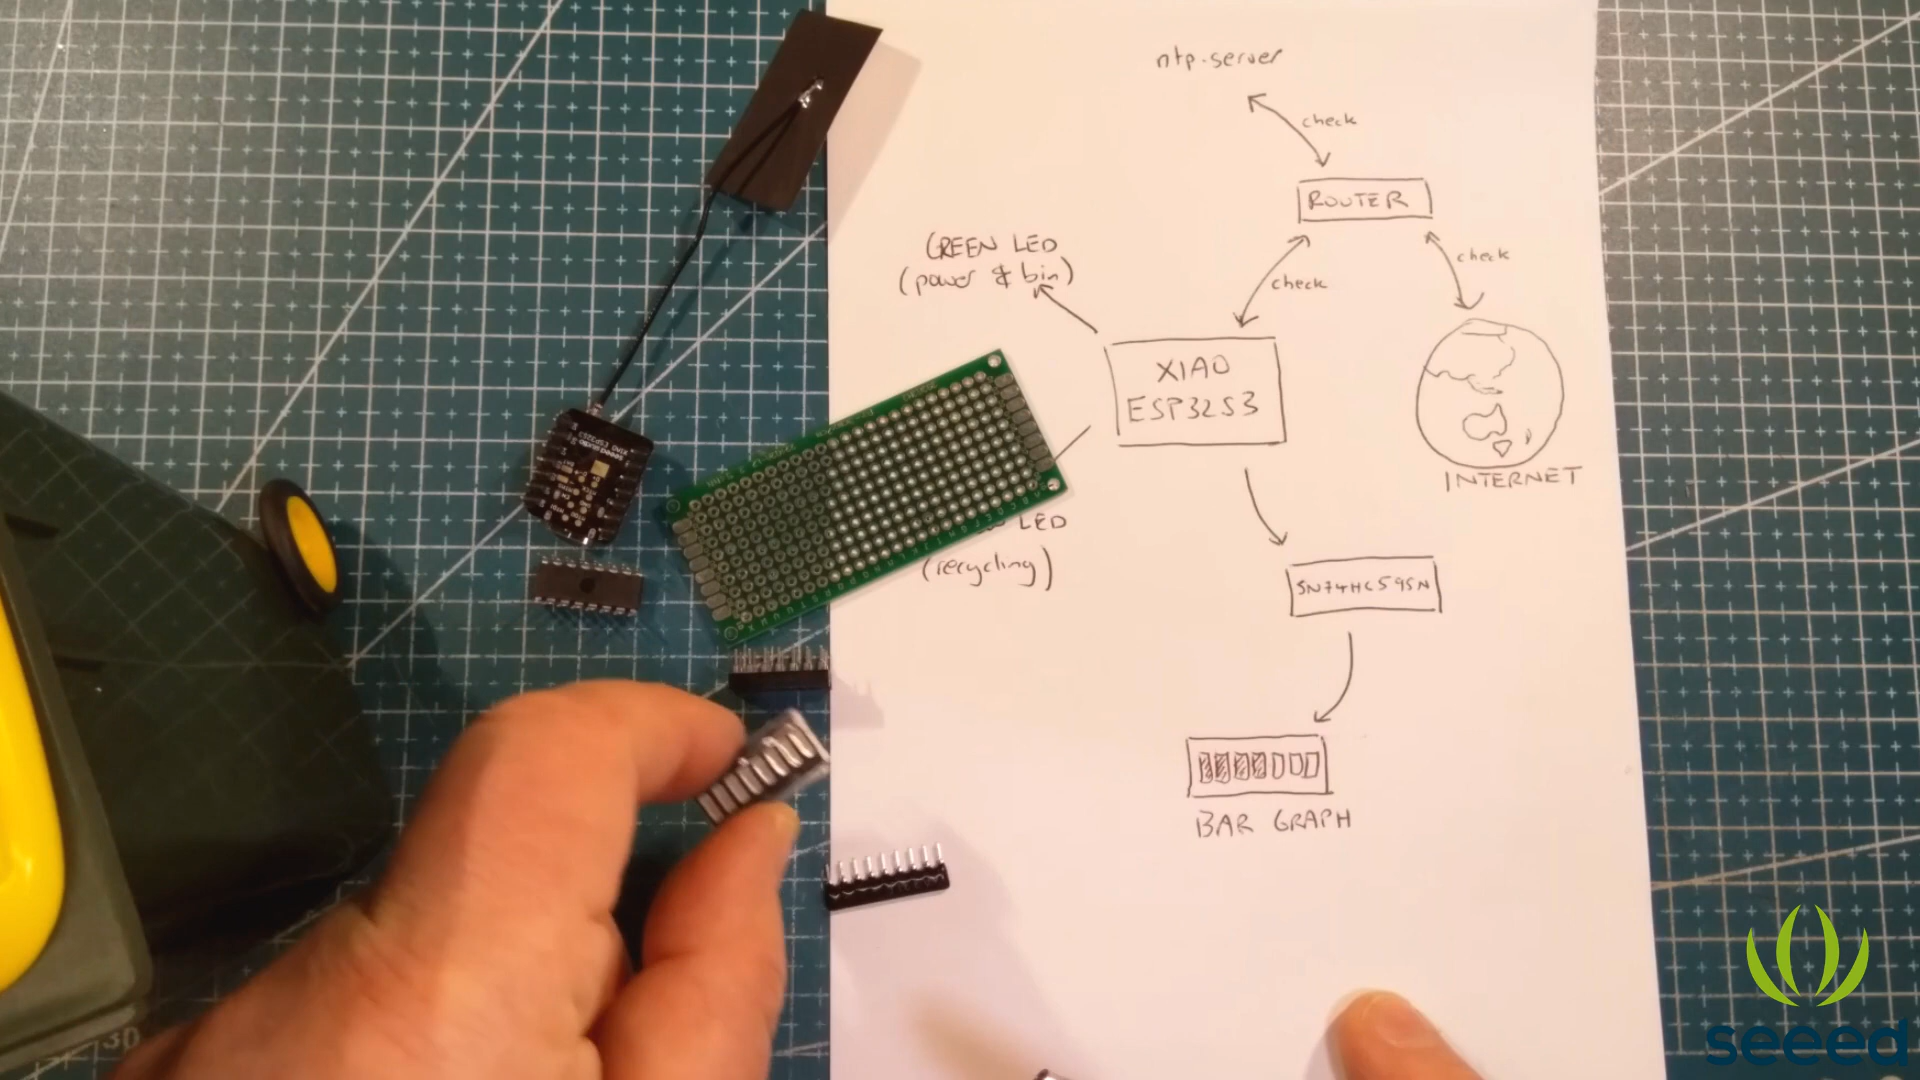 ntp-server
check
ROUTER
check
check
GREEN LED
(power & bin)
XIAO
ESP32S3
INTERNET
LED
(recycling)
SN74HC595N
BAR GRAPH
seeed